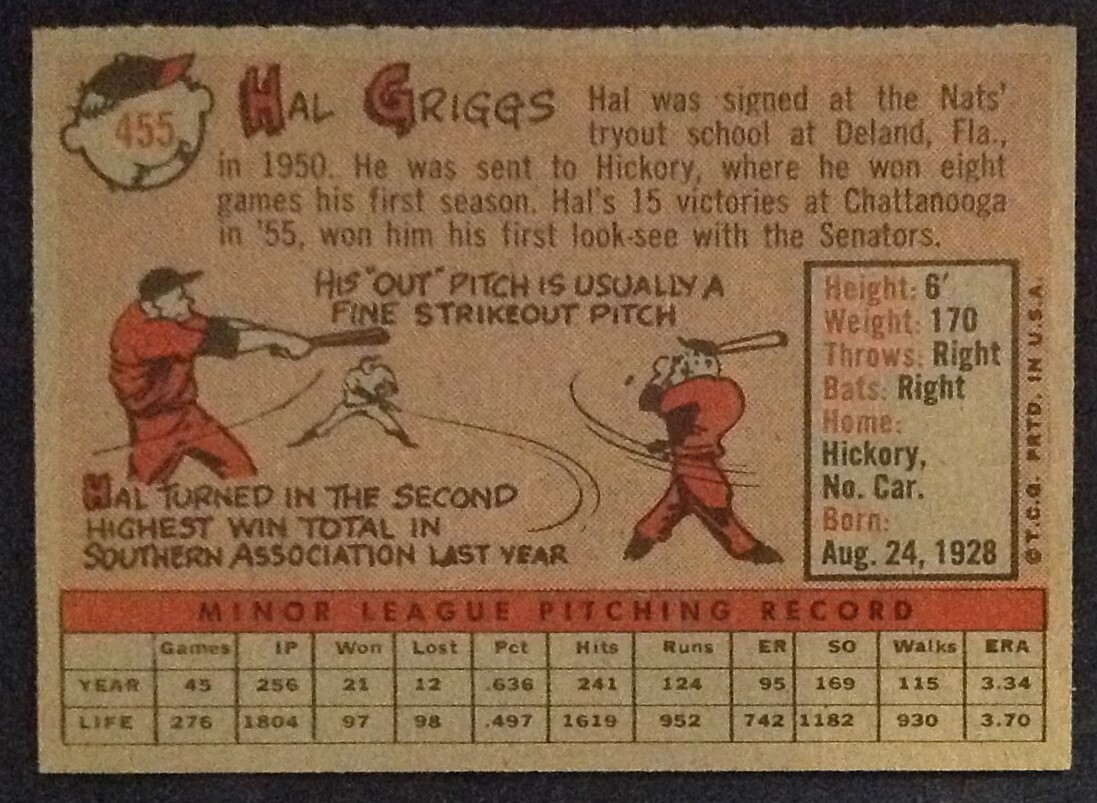 455
HAL GRIGGS
Hal was signed at the Nats'
tryout school at Deland, Fla.,
in 1950. He was sent to Hickory, where he won eight
games his first season. Hal's 15 victories at Chattanooga
in '55, won him his first look-see with the Senators.
HIS "OUT" PITCH IS USUALLY A
FINE STRIKEOUT PITCH
HAL TURNED IN THE SECOND
HIGHEST WIN TOTAL IN
SOUTHERN ASSOCIATION LAST YEAR
Height: 6'
Weight: 170
Throws: Right
Bats: Right
Home:
Hickory,
No. Car.
Born:
Aug. 24, 1928
©T.C.G. PRTD. IN U.S.A.
MINOR LEAGUE PITCHING RECORD
Games IP Won Lost Pct Hits Runs ER SO Walks ERA
YEAR 45 256 21 12 .636 241 124 95 169 115 3.34
LIFE 276 1804 97 98 .497 1619 952 742 1182 930 3.70